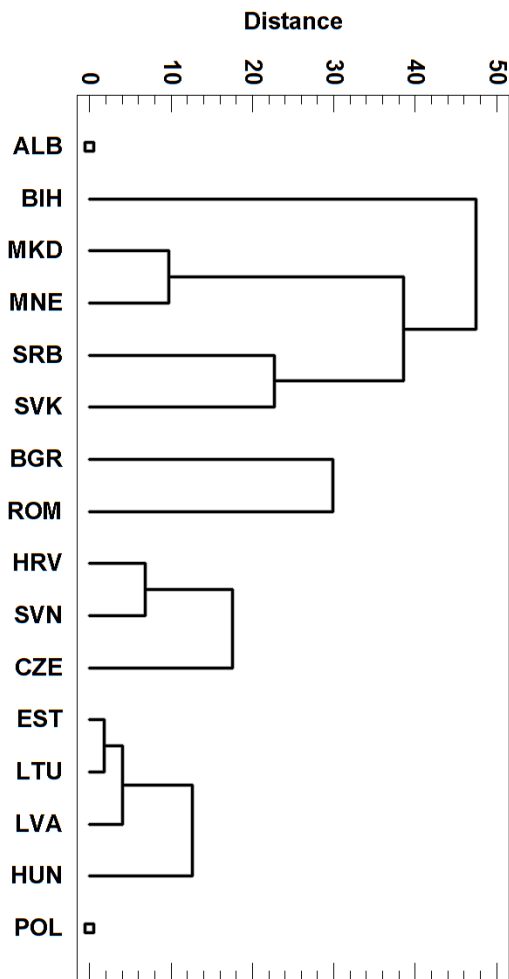 Distance
0 10 20 30 40 50
ALB
BIH
MKD
MNE
SRB
SVK
BGR
ROM
HRV
SVN
CZE
EST
LTU
LVA
HUN
POL